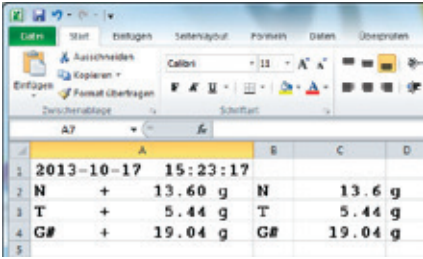 Datei Start Einfügen Seitenlayout Formeln Daten Überprüfen
Ausschneiden
Kopieren
Format übertragen
Einfügen
Zwischenablage
Calibri 11 A A
F K U A
Schriftart
A7 fx
A B C D
1 2013-10-17 15:23:17
2 N + 13.60 g N 13.6 g
3 T + 5.44 g T 5.44 g
4 G# + 19.04 g G# 19.04 g
5